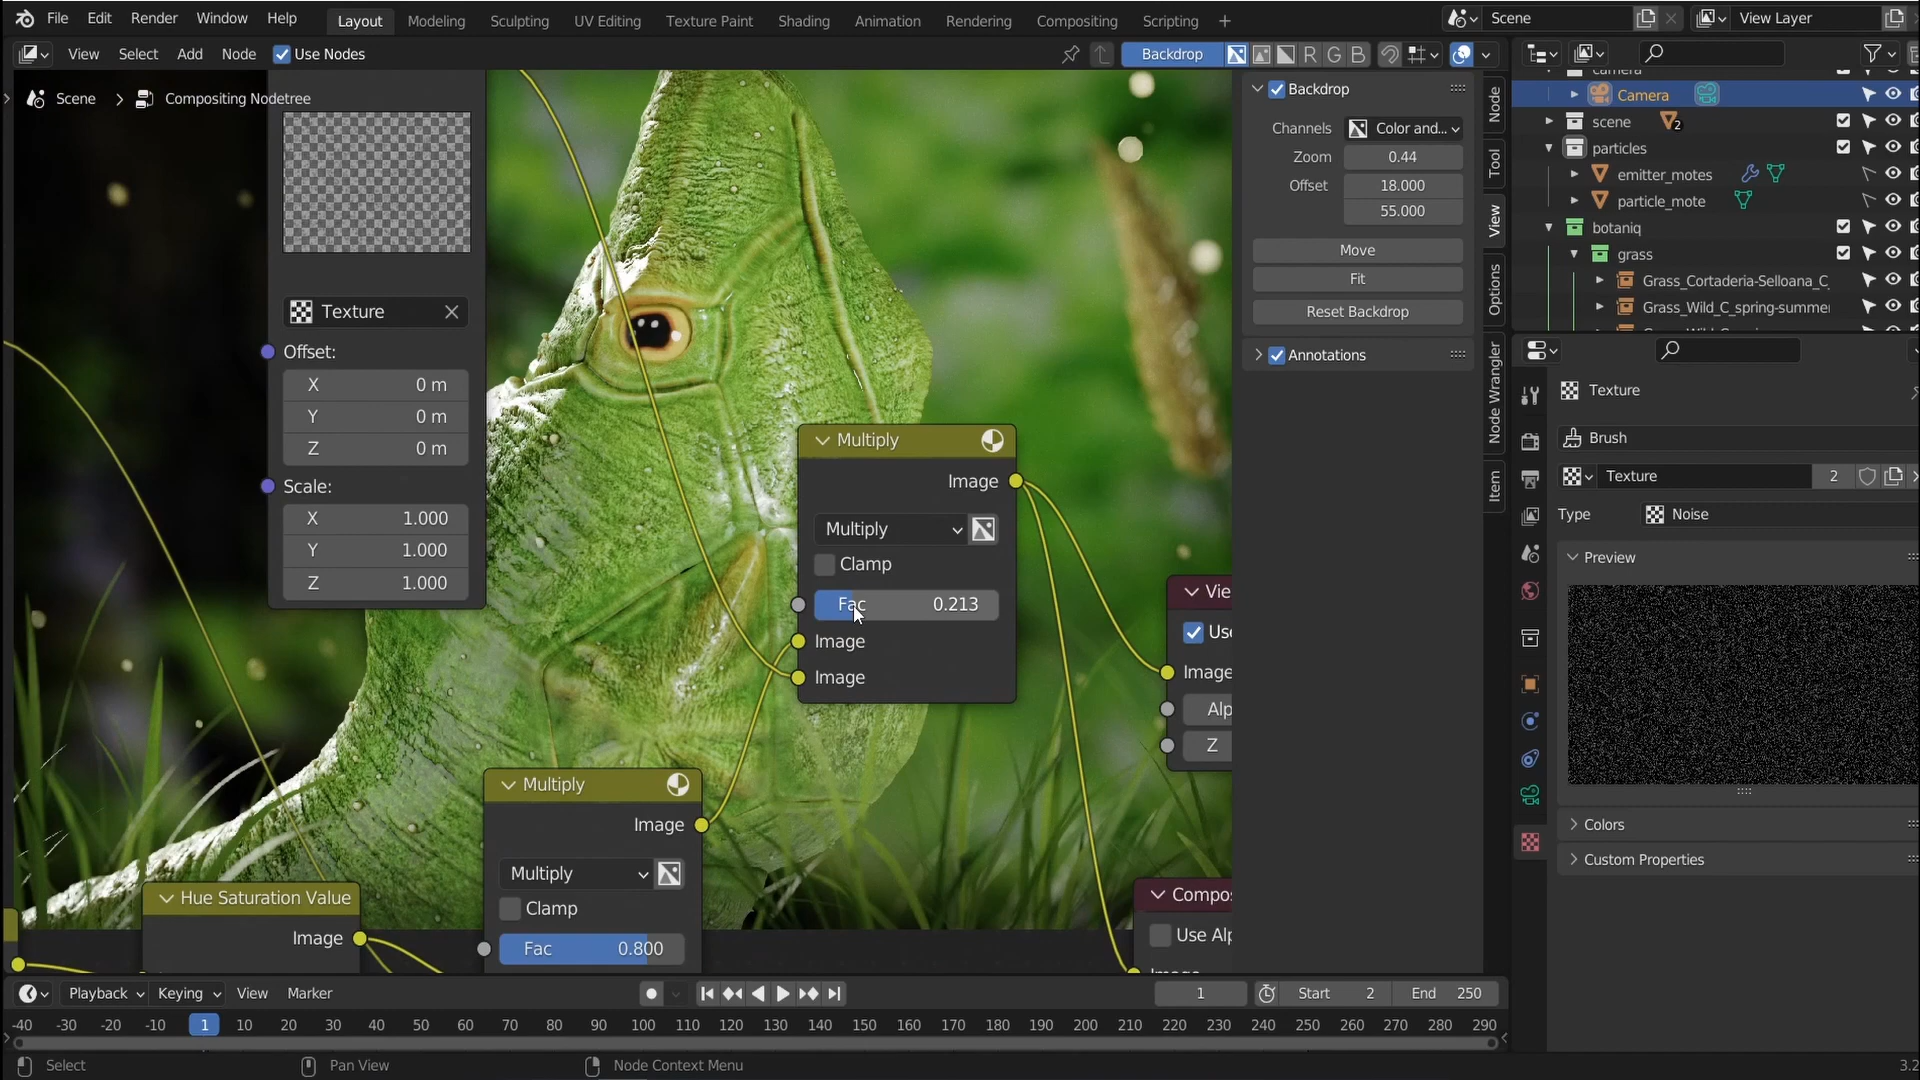 File Edit Render Window Help Layout Modeling Sculpting UV Editing Texture Paint Shading Animation Rendering Compositing Scripting + Scene View Layer
View Select Add Node Use Nodes Backdrop R G B
Scene > Compositing Nodetree
Texture
Offset:
X 0 m
Y 0 m
Z 0 m
Scale:
X 1.000
Y 1.000
Z 1.000
Multiply
Image
Multiply
Clamp
Fac 0.213
Image
Image
Vie
Use
Image
Alp
Z
Multiply
Image
Multiply
Clamp
Fac 0.800
Hue Saturation Value
Image
Compo
Use Alp
Backdrop
Channels Color and...
Zoom 0.44
Offset 18.000
55.000
Move
Fit
Reset Backdrop
Annotations
Node
Tool
View
Options
Node Wrangler
Item
Camera
scene 2
particles
emitter_motes
particle_mote
botaniq
grass
Grass_Cortaderia-Selloana_C_
Grass_Wild_C_spring-summer
Texture
Brush
Texture 2
Type Noise
Preview
Colors
Custom Properties
Playback Keying View Marker 1 Start 2 End 250
-40 -30 -20 -10 1 10 20 30 40 50 60 70 80 90 100 110 120 130 140 150 160 170 180 190 200 210 220 230 240 250 260 270 280 290
Select Pan View Node Context Menu 3.2